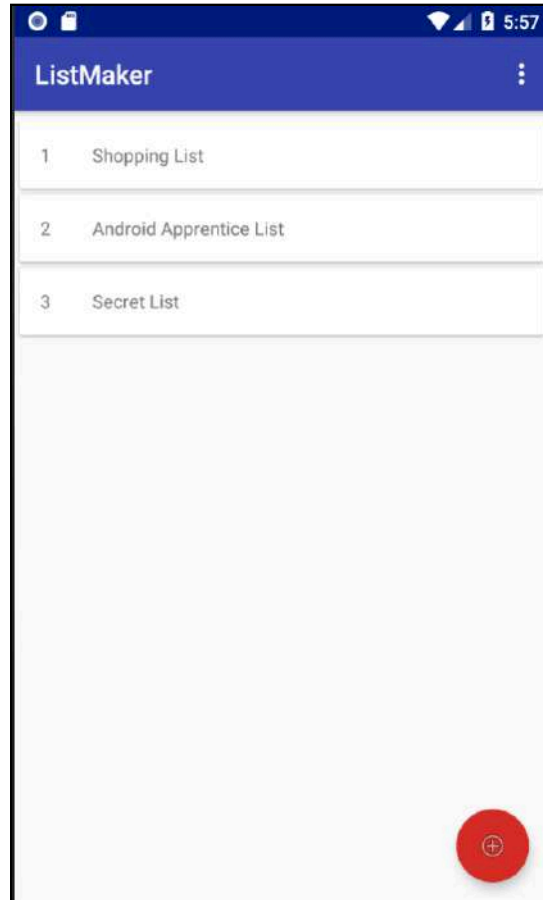 5:57
ListMaker
1 Shopping List
2 Android Apprentice List
3 Secret List